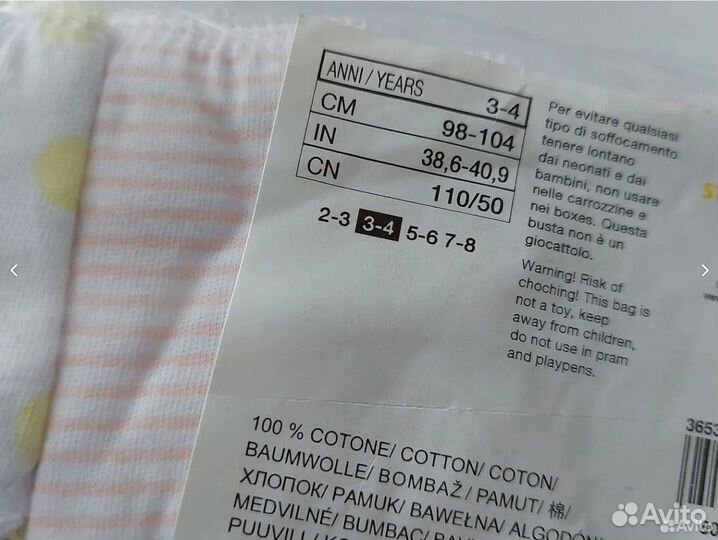 ANNI/YEARS 3-4
CM 98-104
IN 38,6-40,9
CN 110/50
2-3 3-4 5-6 7-8
Per evitare qualsiasi
tipo di soffocamento
tenere lontano
dai neonati e dai
bambini, non usare
nelle carrozzine e
nei boxes. Questa
busta non è un
giocattolo.
Warning! Risk of
choching! This bag is
not a toy, keep
away from children,
do not use in pram
and playpens.
100 % COTONE/ COTTON/ COTON/
BAUMWOLLE/ BOMBAŽ/ PAMUT/ 棉/
ХЛОПОК/ PAMUK/ BAWEŁNA/ ALGODÓN/
MEDVILNÉ/ BUMBAC/
PUUVILL/
3653
Avito
Avito